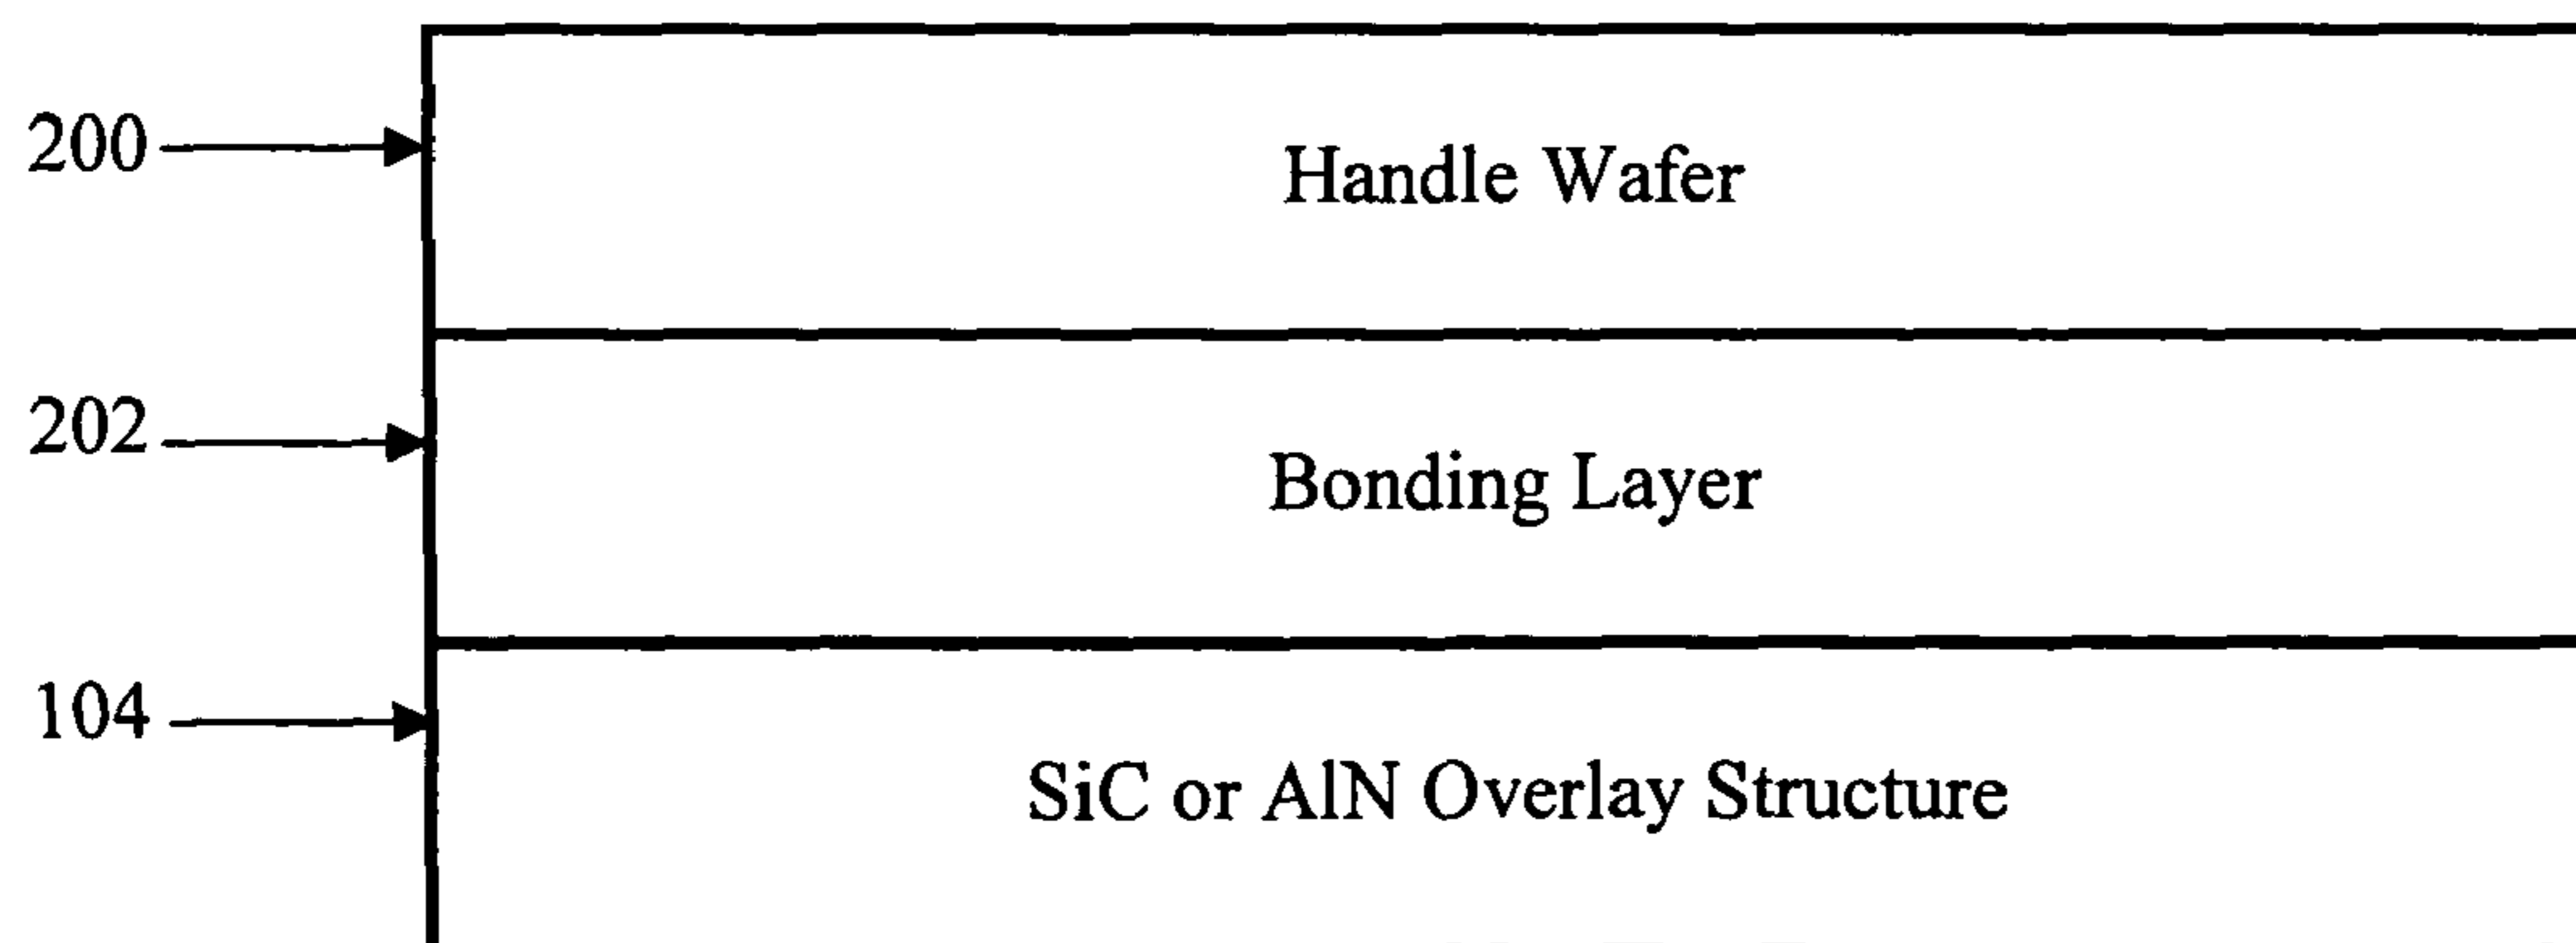 200
Handle Wafer
202
Bonding Layer
104
SiC or AlN Overlay Structure